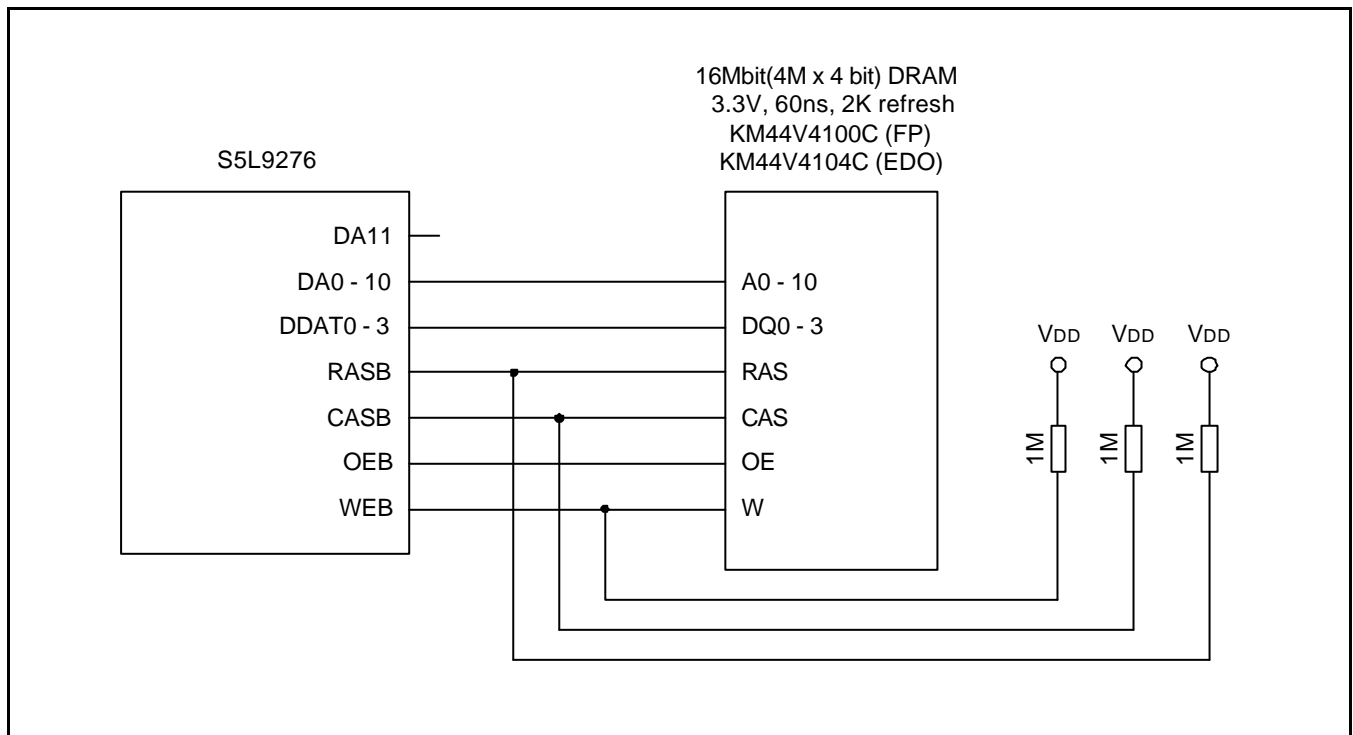 16Mbit(4M x 4 bit) DRAM
3.3V, 60ns, 2K refresh
KM44V4100C (FP)
KM44V4104C (EDO)
S5L9276
DA11
DA0 - 10
A0 - 10
DDAT0 - 3
DQ0 - 3
RASB
RAS
CASB
CAS
OEB
OE
WEB
W
VDD
VDD
VDD
1M
1M
1M